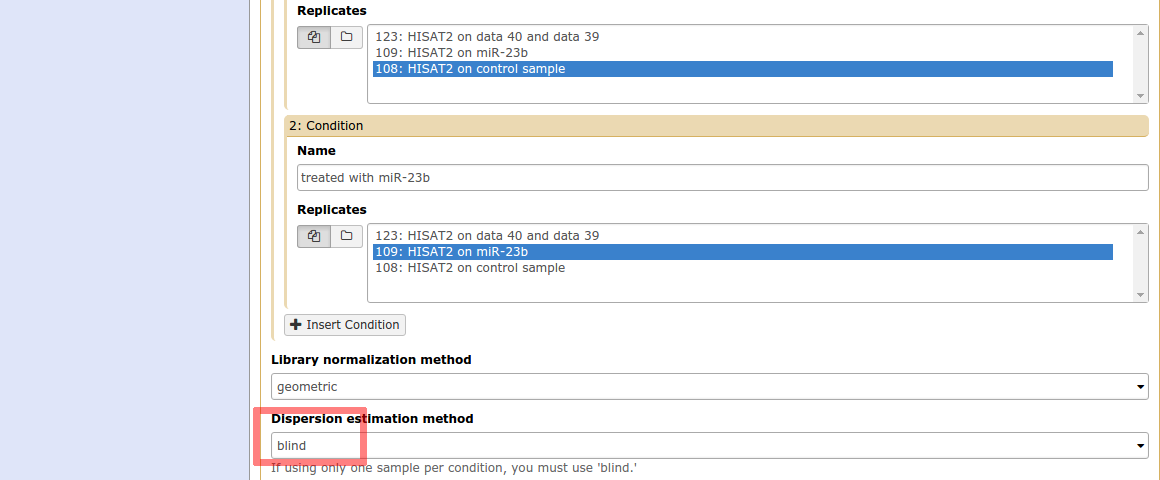 Replicates
123: HISAT2 on data 40 and data 39
109: HISAT2 on miR-23b
108: HISAT2 on control sample
2: Condition
Name
treated with miR-23b
Replicates
123: HISAT2 on data 40 and data 39
109: HISAT2 on miR-23b
108: HISAT2 on control sample
Insert Condition
Library normalization method
geometric
Dispersion estimation method
blind
If using only one sample per condition, you must use 'blind.'